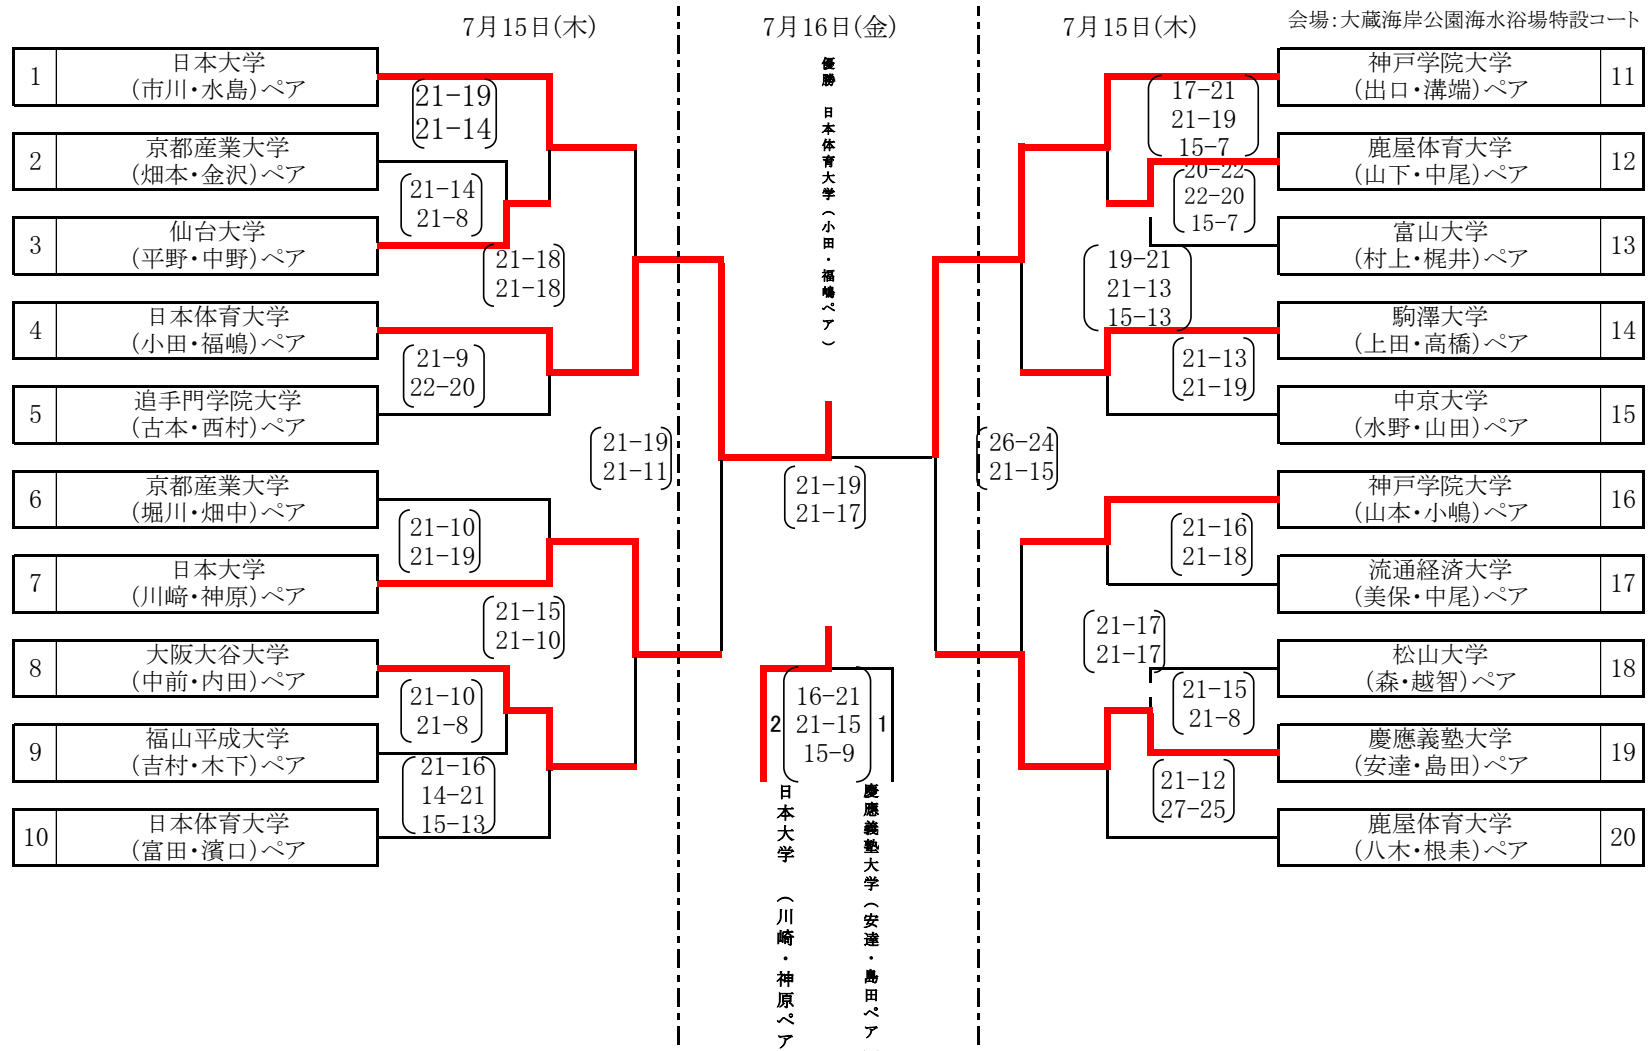 7月15日(木)
7月16日(金)
7月15日(木)
会場:大蔵海岸公園海水浴場特設コート
1
日本大学
(市川・水島)ペア
2
京都産業大学
(畑本・金沢)ペア
3
仙台大学
(平野・中野)ペア
4
日本体育大学
(小田・福嶋)ペア
5
追手門学院大学
(古本・西村)ペア
6
京都産業大学
(堀川・畑中)ペア
7
日本大学
(川﨑・神原)ペア
8
大阪大谷大学
(中前・内田)ペア
9
福山平成大学
(吉村・木下)ペア
10
日本体育大学
(富田・濱口)ペア
21-19
21-14
21-14
21-8
21-18
21-18
21-9
22-20
21-19
21-11
21-10
21-19
21-15
21-10
21-10
21-8
21-16
14-21
15-13
優勝 日本体育大学(小田・福嶋ペア)
21-19
21-17
2
16-21
21-15
15-9
1
日本大学 (川崎・神原ペア
慶應義塾大学(安達・島田ペア
17-21
21-19
15-7
20-22
22-20
15-7
19-21
21-13
15-13
21-13
21-19
26-24
21-15
21-16
21-18
21-17
21-17
21-15
21-8
21-12
27-25
神戸学院大学
(出口・溝端)ペア
11
鹿屋体育大学
(山下・中尾)ペア
12
富山大学
(村上・梶井)ペア
13
駒澤大学
(上田・高橋)ペア
14
中京大学
(水野・山田)ペア
15
神戸学院大学
(山本・小嶋)ペア
16
流通経済大学
(美保・中尾)ペア
17
松山大学
(森・越智)ペア
18
慶應義塾大学
(安達・島田)ペア
19
鹿屋体育大学
(八木・根耒)ペア
20